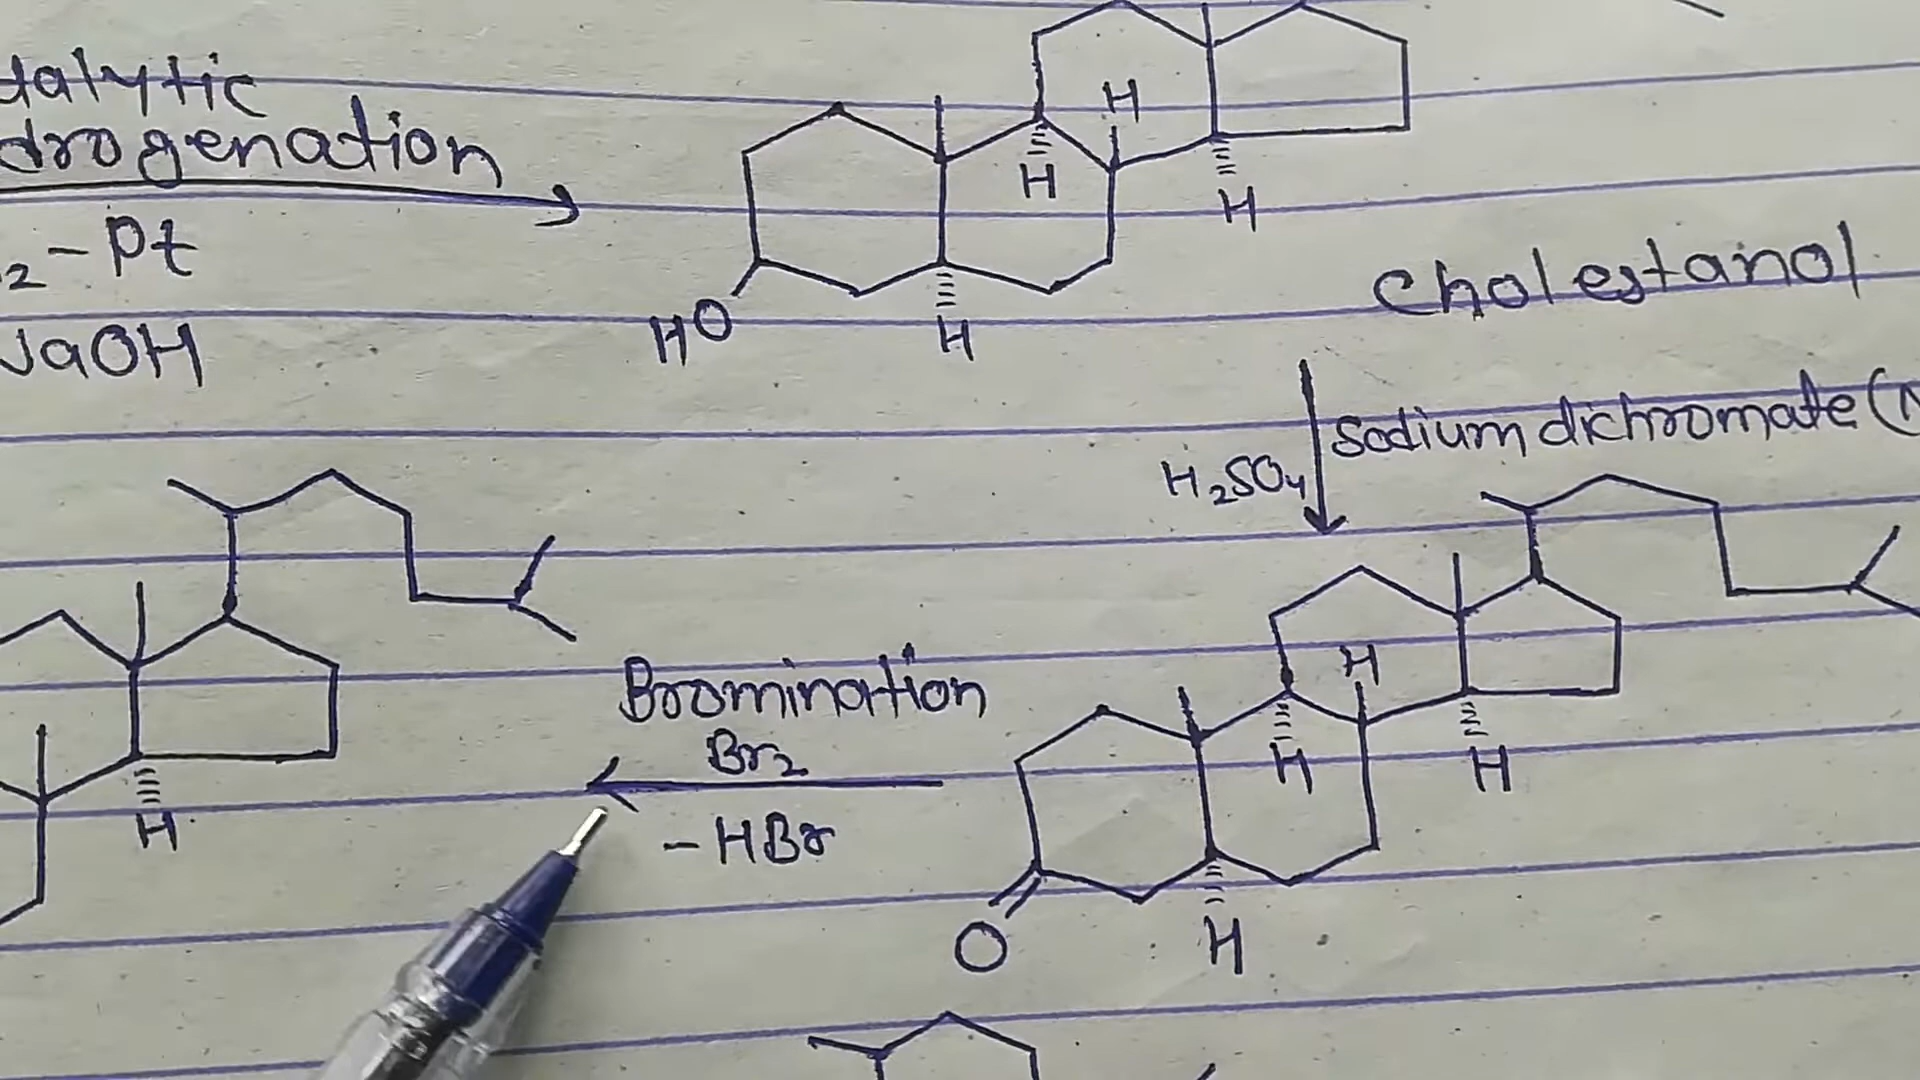 talytic
drogenation
2 - Pt
NaOH
H
H
H
HO
H
Cholestanol
Sodium dichromate (N
H2SO4
H
H
H
H
O
Bromination
Br2
- HBr
H